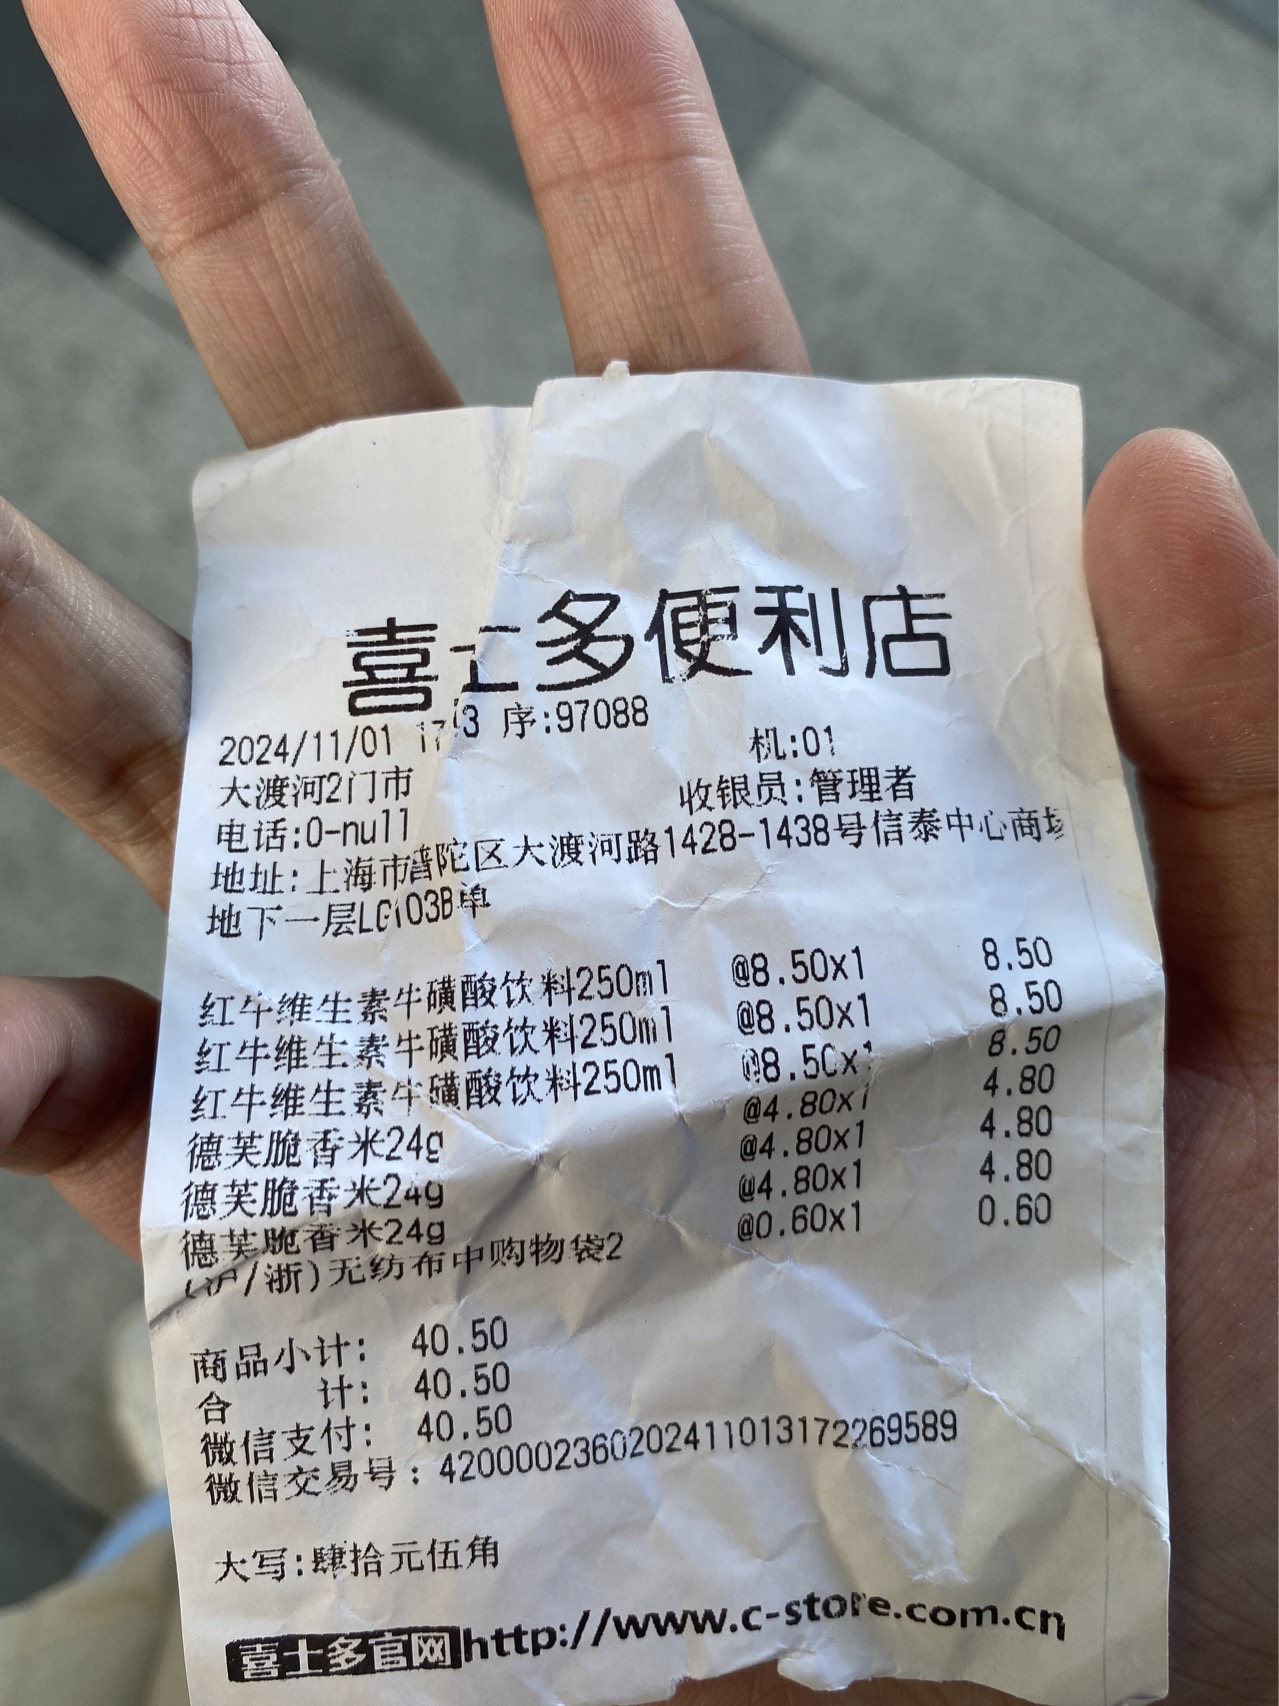 喜士多便利店
2024/11/01 序:97088 机:01
大渡河2门市 收银员:管理者
电话:0-null
地址:上海市普陀区大渡河路1428-1438号信泰中心商场
地下一层LG103B单
红牛维生素牛磺酸饮料250ml @8.50x1 8.50
红牛维生素牛磺酸饮料250ml @8.50x1 8.50
红牛维生素牛磺酸饮料250ml @8.50x1 8.50
德芙脆香米24g @4.80x1 4.80
德芙脆香米24g @4.80x1 4.80
德芙脆香米24g @4.80x1 4.80
(沪/浙)无纺布中购物袋2 @0.60x1 0.60
商品小计: 40.50
合 计: 40.50
微信支付: 40.50
微信交易号:4200002360202411013172269589
大写:肆拾元伍角
喜士多官网http://www.c-store.com.cn